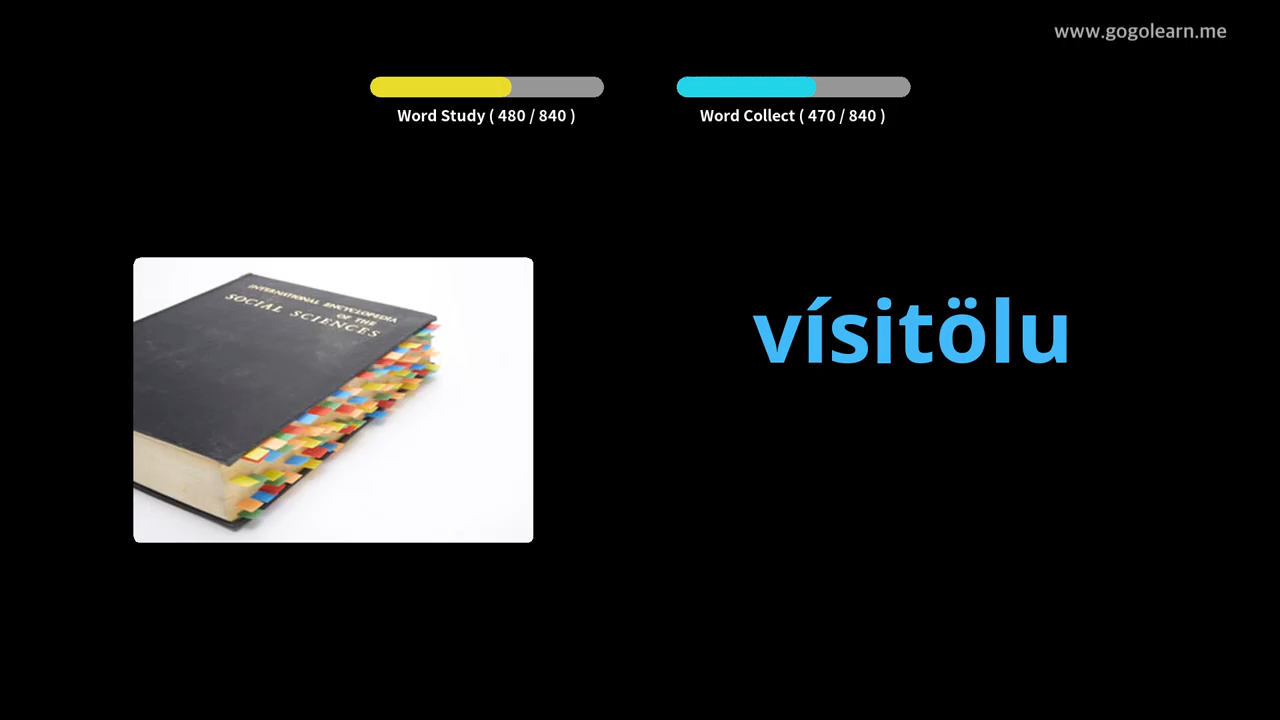 www.gogolearn.me
Word Study ( 480 / 840 )
Word Collect ( 470 / 840 )
INTERNATIONAL ENCYCLOPEDIA
OF THE
SOCIAL SCIENCES
vísitölu